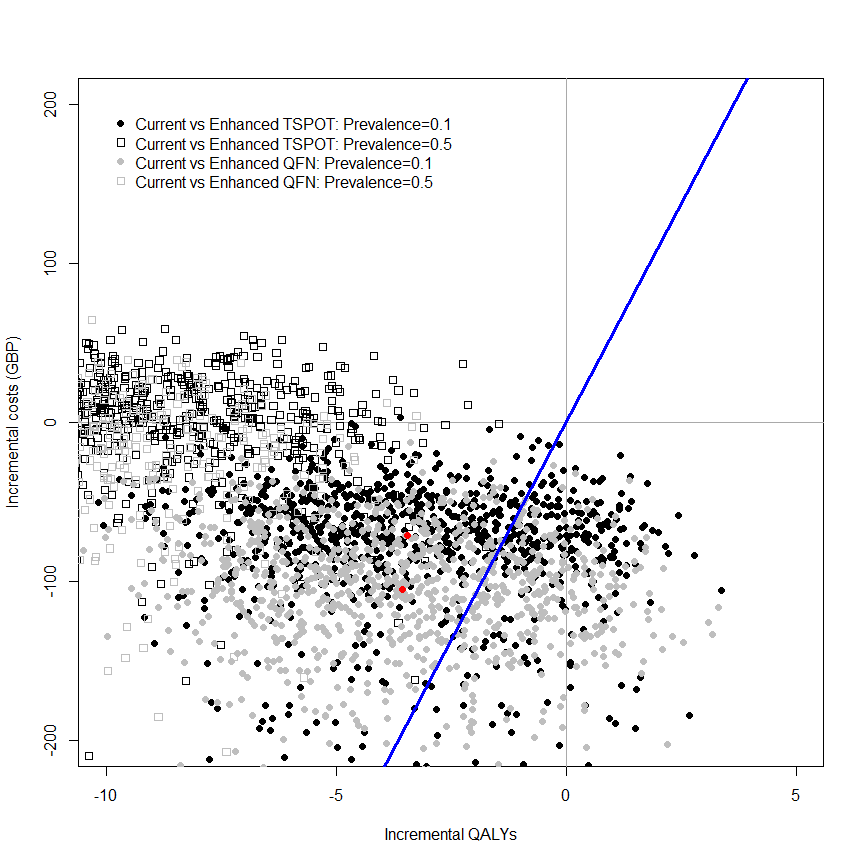 200
Current vs Enhanced TSPOT: Prevalence=0.1
Current vs Enhanced TSPOT: Prevalence=0.5
Current vs Enhanced QFN: Prevalence=0.1
Current vs Enhanced QFN: Prevalence=0.5
100
Incremental costs (GBP)
0
-100
-200
-10 -5 0 5
Incremental QALYs